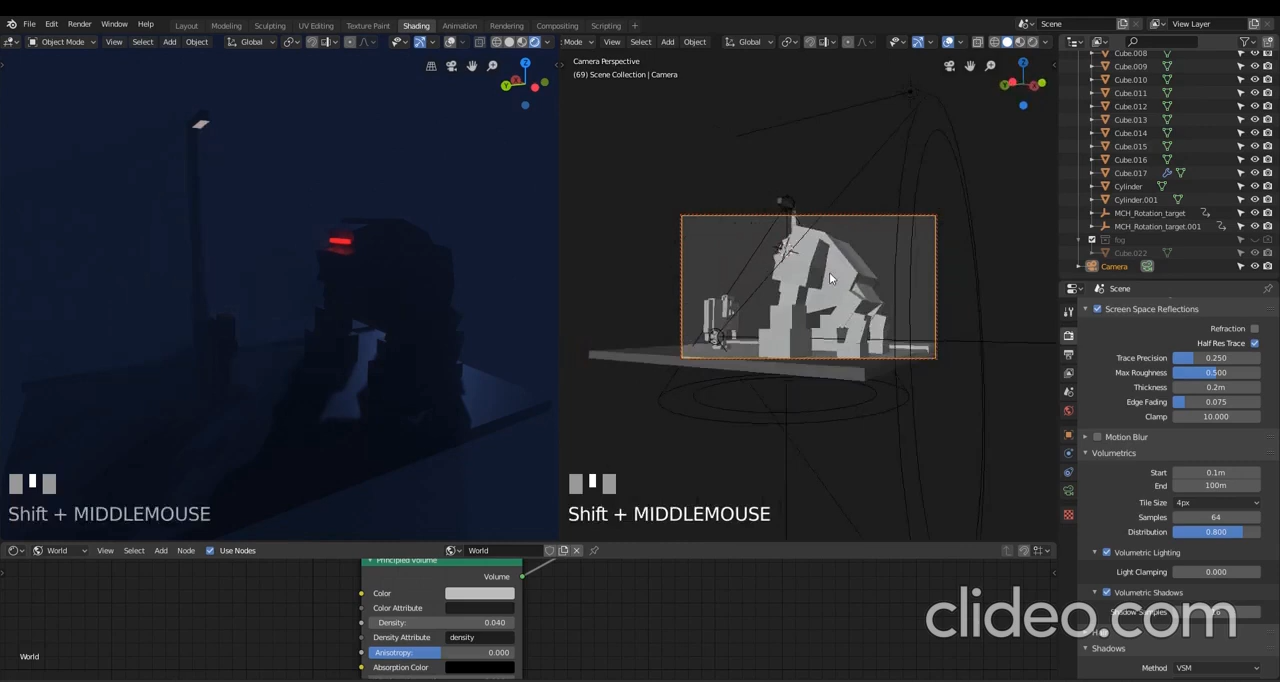 File Edit Render Window Help Layout Modeling Sculpting UV Editing Texture Paint Shading Animation Rendering Compositing Scripting + Scene View Layer
Object Mode View Select Add Object Global
Mode View Select Add Object Global
Camera Perspective
(69) Scene Collection | Camera
Z
Y
X
Z
Y
X
Shift + MIDDLEMOUSE
Shift + MIDDLEMOUSE
Cube.008
Cube.009
Cube.010
Cube.011
Cube.012
Cube.013
Cube.014
Cube.015
Cube.016
Cube.017
Cylinder
Cylinder.001
MCH_Rotation_target
MCH_Rotation_target.001
fog
Cube.022
Camera
Scene
Screen Space Reflections
Refraction
Half Res Trace
Trace Precision 0.250
Max Roughness 0.500
Thickness 0.2m
Edge Fading 0.075
Clamp 10.000
Motion Blur
Volumetrics
Start 0.1m
End 100m
Tile Size 4px
Samples 64
Distribution 0.800
Volumetric Lighting
Light Clamping 0.000
Volumetric Shadows
Shadow Samples
Shadows
Method VSM
World View Select Add Node Use Nodes World
Principled Volume
Volume
Color
Color Attribute
Density: 0.040
Density Attribute density
Anisotropy: 0.000
Absorption Color
World
clideo.com